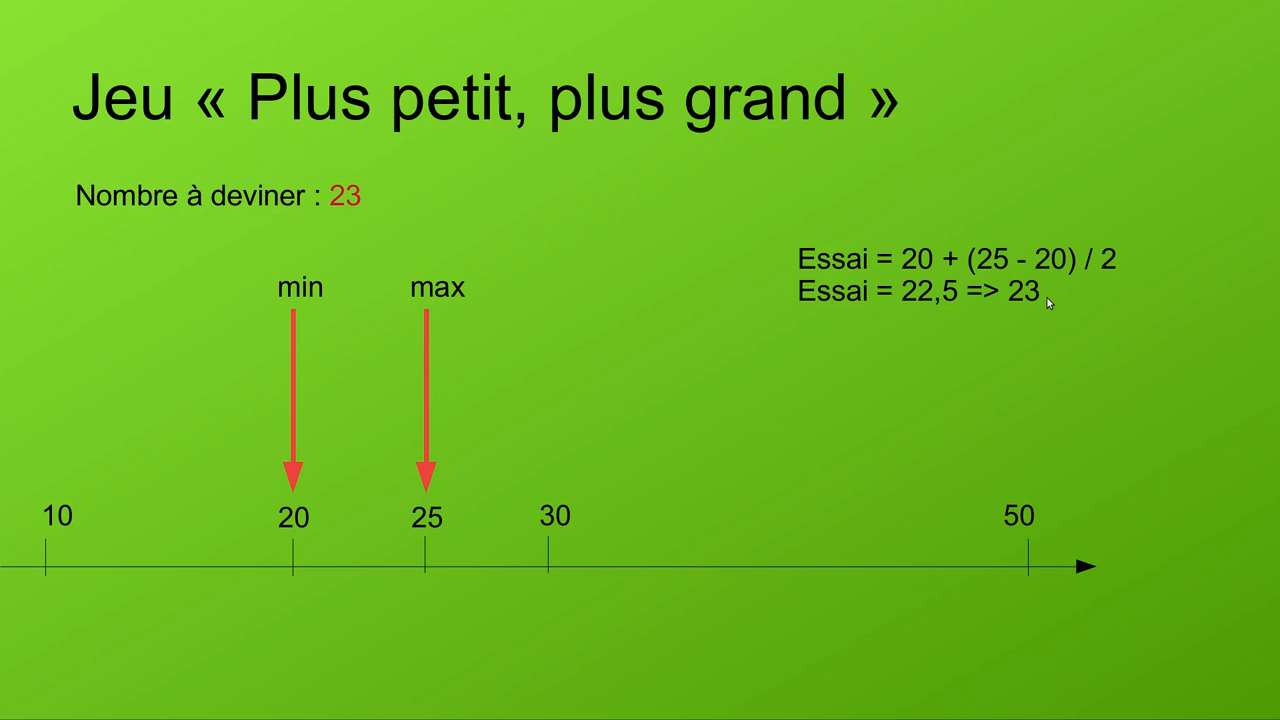 Jeu « Plus petit, plus grand »
Nombre à deviner : 23
Essai = 20 + (25 - 20) / 2
Essai = 22,5 => 23
min max
10 20 25 30 50